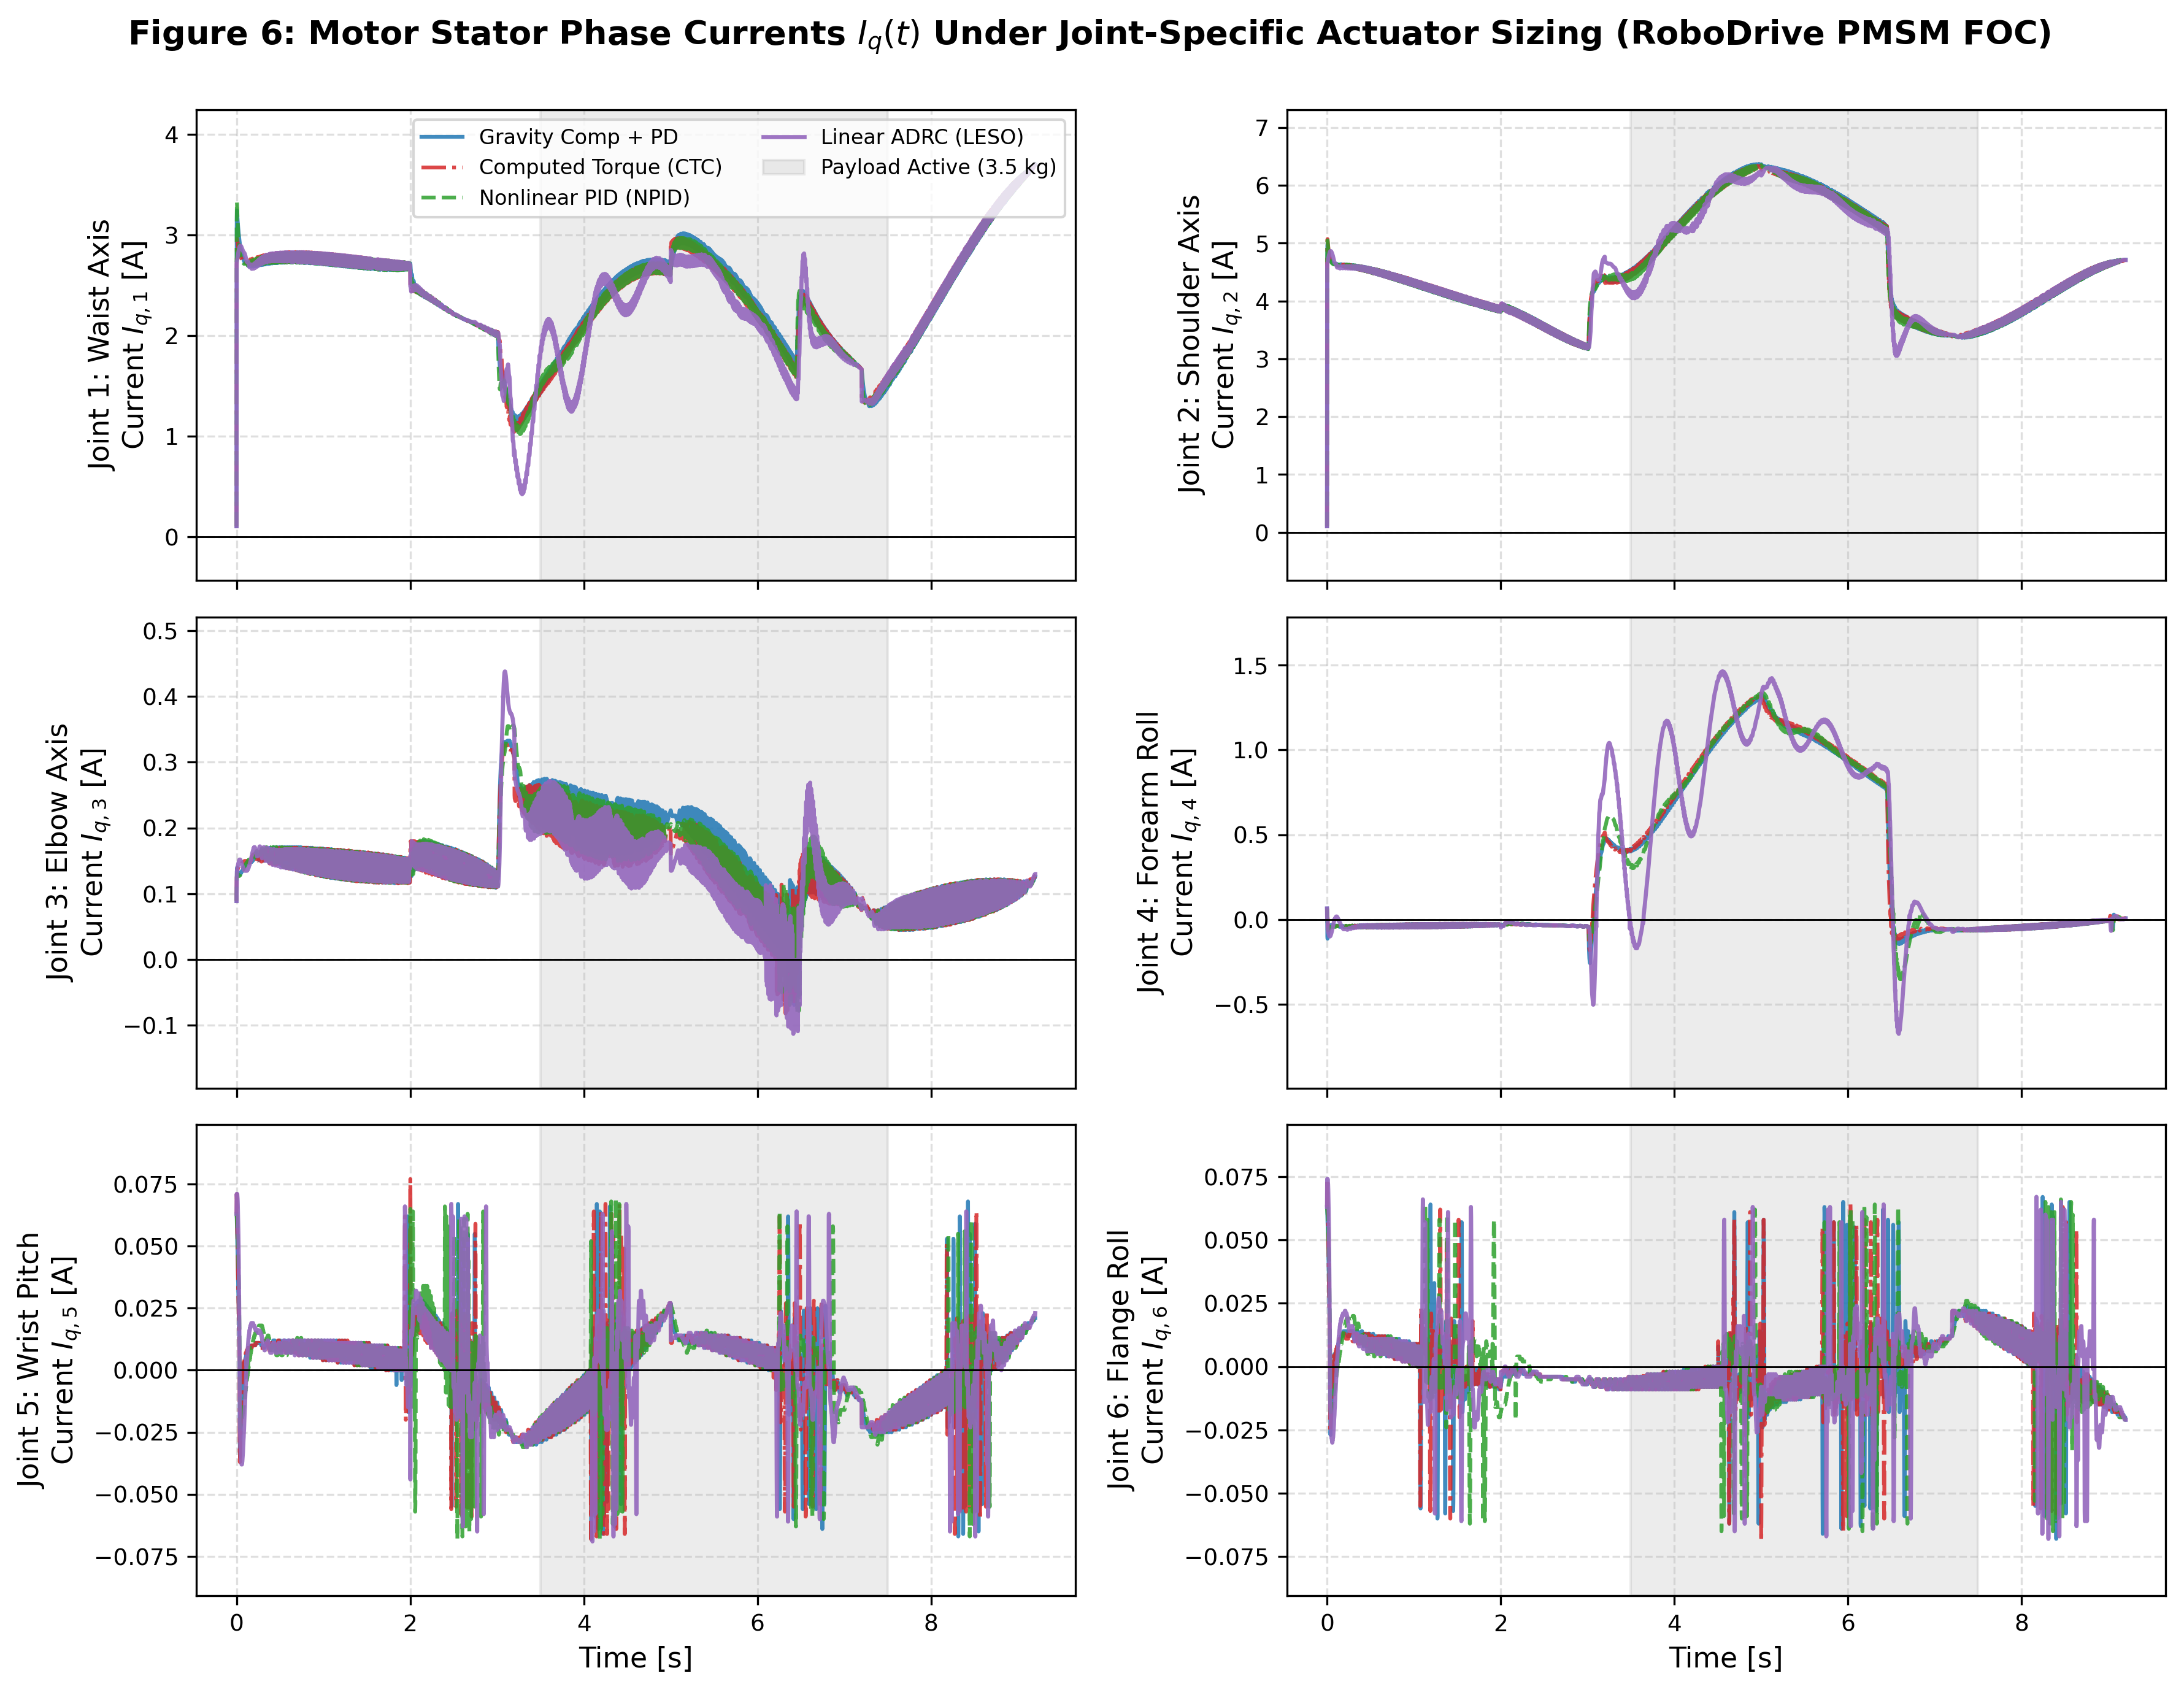 Figure 6: Motor Stator Phase Currents I_q(t) Under Joint-Specific Actuator Sizing (RoboDrive PMSM FOC)
Gravity Comp + PD
Computed Torque (CTC)
Nonlinear PID (NPID)
Linear ADRC (LESO)
Payload Active (3.5 kg)
Joint 1: Waist Axis
Current I_{q, 1} [A]
4
3
2
1
0
Joint 2: Shoulder Axis
Current I_{q, 2} [A]
7
6
5
4
3
2
1
0
Joint 3: Elbow Axis
Current I_{q, 3} [A]
0.5
0.4
0.3
0.2
0.1
0.0
−0.1
Joint 4: Forearm Roll
Current I_{q, 4} [A]
1.5
1.0
0.5
0.0
−0.5
Joint 5: Wrist Pitch
Current I_{q, 5} [A]
0.075
0.050
0.025
0.000
−0.025
−0.050
−0.075
0 2 4 6 8
Time [s]
Joint 6: Flange Roll
Current I_{q, 6} [A]
0.075
0.050
0.025
0.000
−0.025
−0.050
−0.075
0 2 4 6 8
Time [s]